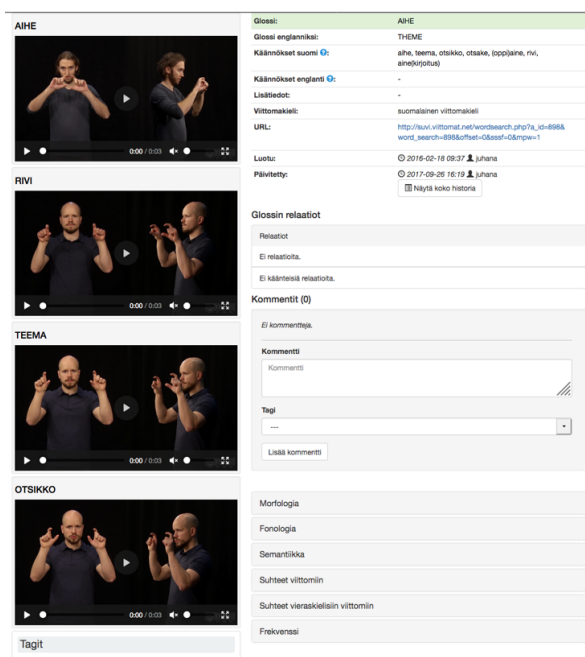 AIHE
0:00 / 0:03
RIVI
0:00 / 0:03
TEEMA
0:00 / 0:03
OTSIKKO
0:00 / 0:03
Tagit
Glossi: AIHE
Glossi englanniksi: THEME
Käännökset suomi ?: aihe, teema, otsikko, otsake, (oppi)aine, rivi,
aine(kirjoitus)
Käännökset englanti ?: -
Lisätiedot: -
Viittomakieli: suomalainen viittomakieli
URL: http://suvi.viittomat.net/wordsearch.php?a_id=898&
word_search=898&offset=0&sssf=0&mpw=1
Luotu: 2016-02-18 09:37 juhana
Päivitetty: 2017-09-26 16:19 juhana
Näytä koko historia
Glossin relaatiot
Relaatiot
Ei relaatioita.
Ei käänteisiä relaatioita.
Kommentit (0)
Ei kommentteja.
Kommentti
Kommentti
Tagi
---
Lisää kommentti
Morfologia
Fonologia
Semantiikka
Suhteet viittomiin
Suhteet vieraskielisiin viittomiin
Frekvenssi